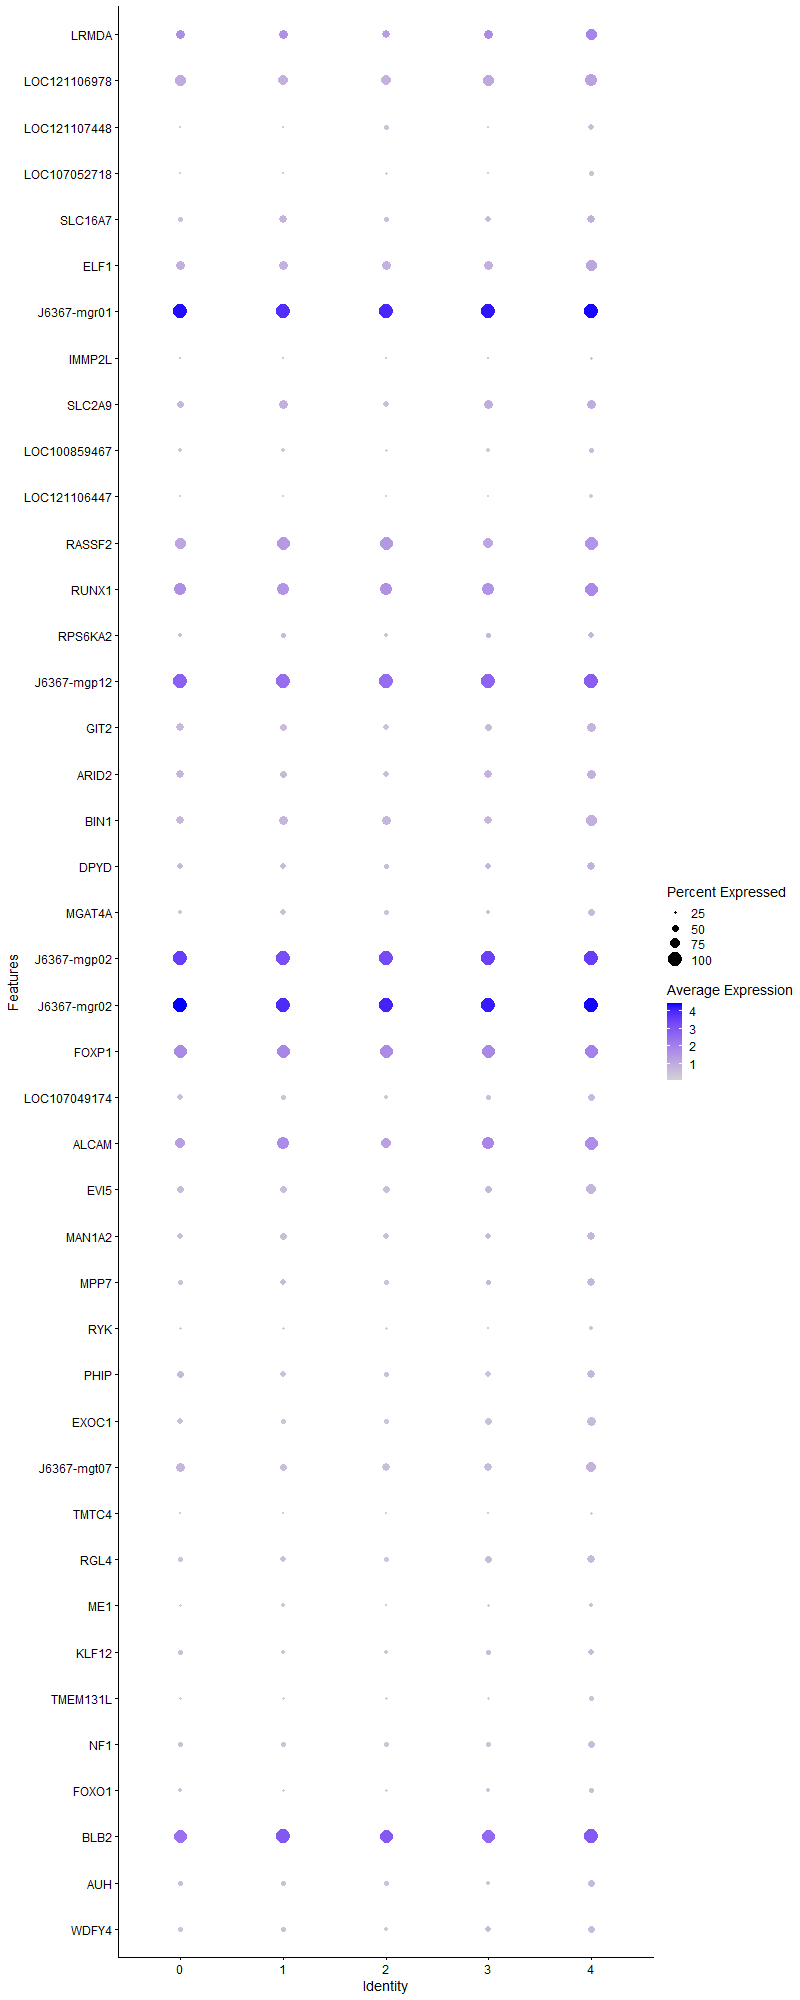 LRMDA
LOC121106978
LOC121107448
LOC107052718
SLC16A7
ELF1
J6367-mgr01
IMMP2L
SLC2A9
LOC100859467
LOC121106447
RASSF2
RUNX1
RPS6KA2
J6367-mgp12
GIT2
ARID2
BIN1
DPYD
MGAT4A
J6367-mgp02
J6367-mgr02
FOXP1
LOC107049174
ALCAM
EVI5
MAN1A2
MPP7
RYK
PHIP
EXOC1
J6367-mgt07
TMTC4
RGL4
ME1
KLF12
TMEM131L
NF1
FOXO1
BLB2
AUH
WDFY4
Features
0 1 2 3 4
Identity
Percent Expressed
25
50
75
100
Average Expression
4
3
2
1